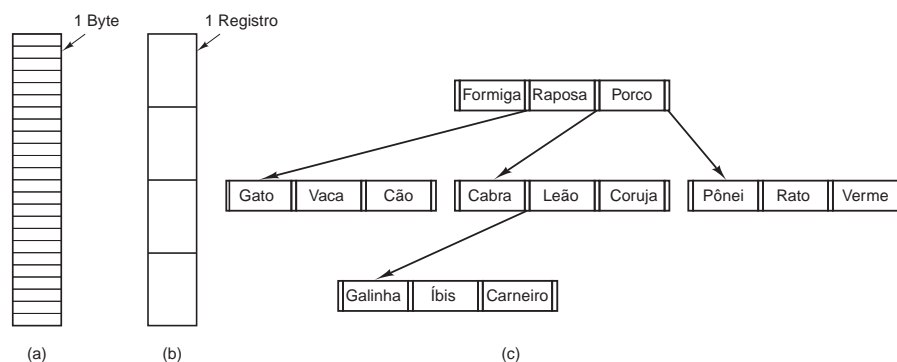 1 Byte
1 Registro
Formiga Raposa Porco
Gato Vaca Cão
Cabra Leão Coruja
Pônei Rato Verme
Galinha Íbis Carneiro
(a)
(b)
(c)